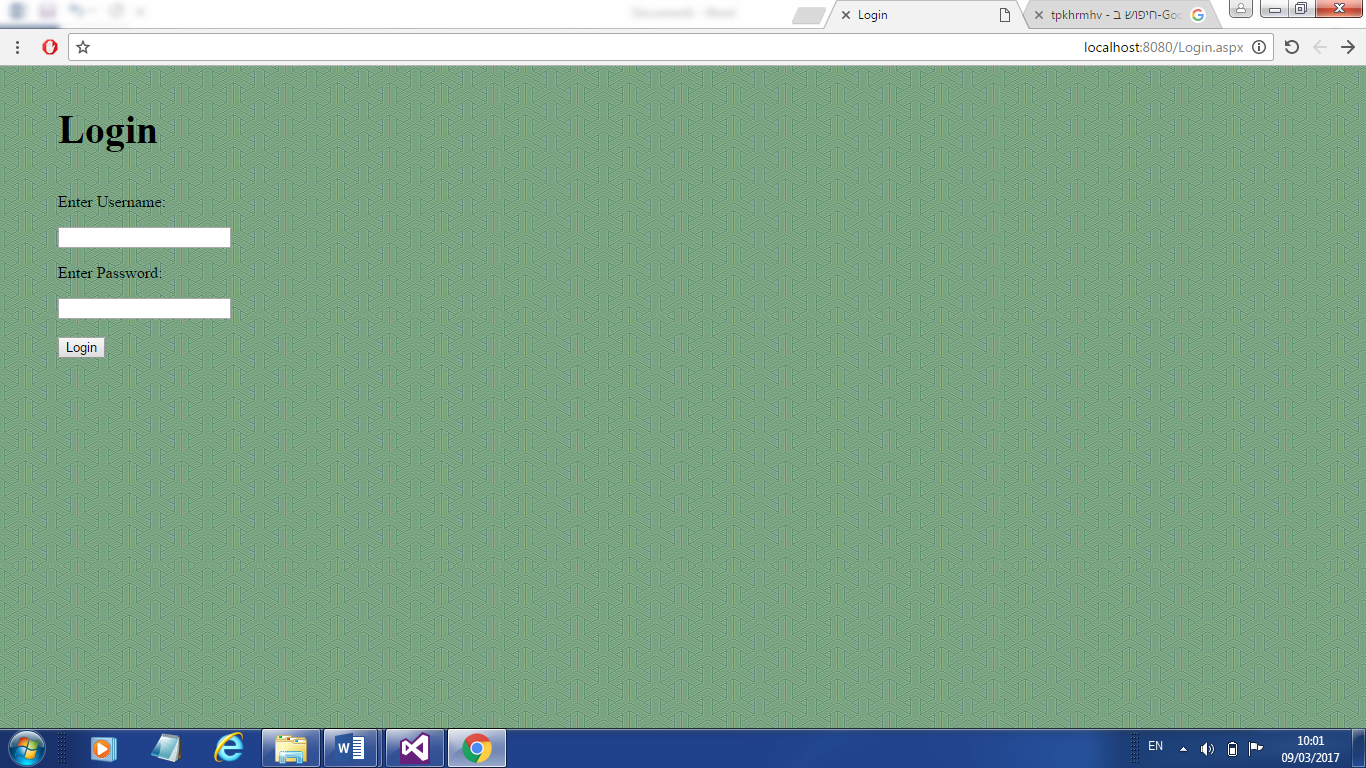 Login
tpkhrmhv - חיפוש ב-Goo
localhost:8080/Login.aspx
Login
Enter Username:
Enter Password:
Login
EN
10:01
09/03/2017